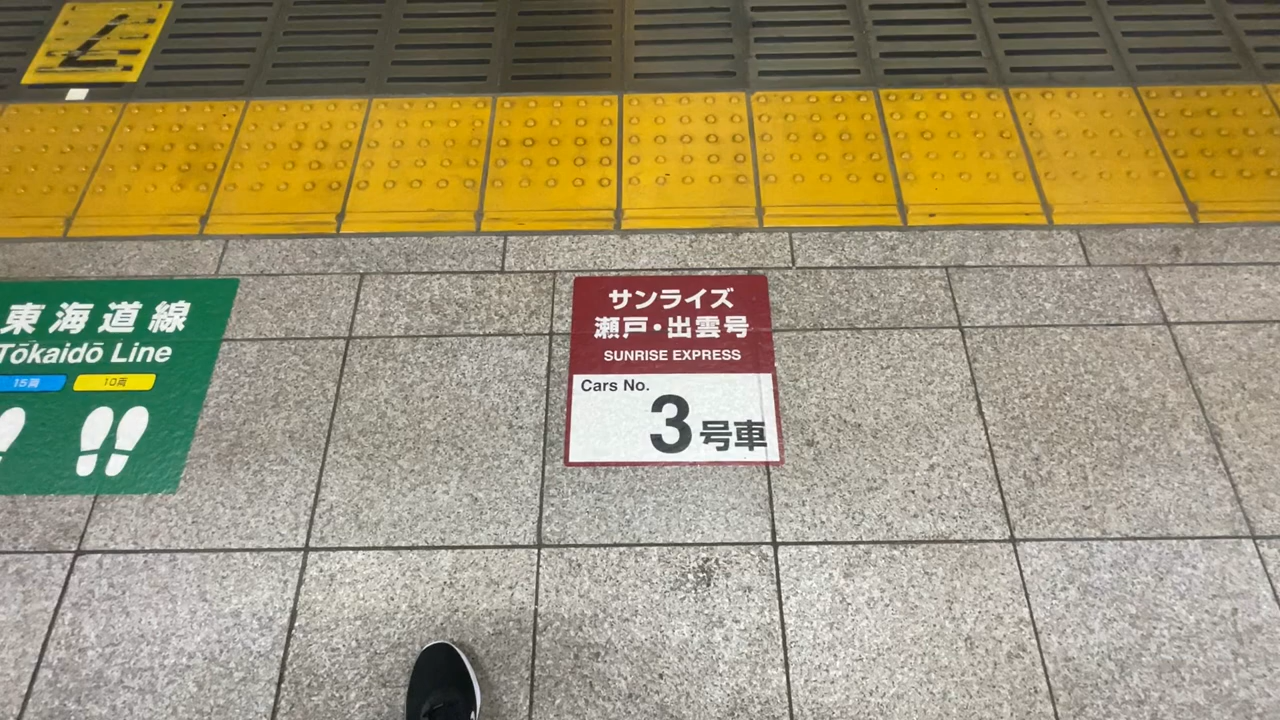 東海道線
Tōkaidō Line
15両
10両
サンライズ
瀬戸・出雲号
SUNRISE EXPRESS
Cars No.
3号車